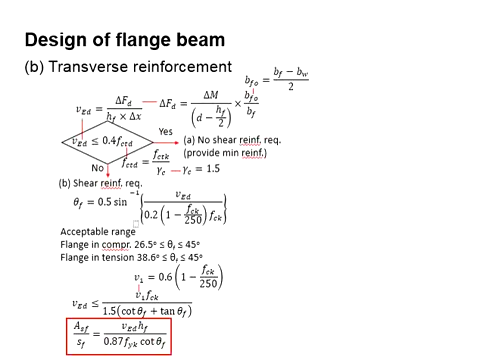 Design of flange beam
(b) Transverse reinforcement
b_fo = (b_f − b_w) / 2
v_Ed = ΔF_d / (h_f × Δx) — ΔF_d = ΔM / (d − h_f/2) × b_fo / b_f
v_Ed ≤ 0.4f_ctd
Yes
(a) No shear reinf. req.
(provide min reinf.)
No
f_ctd = f_ctk / γ_c — γ_c = 1.5
(b) Shear reinf. req.
θ_f = 0.5 sin⁻¹ {v_Ed / (0.2 (1 − f_ck/250) f_ck)}
Acceptable range
Flange in compr. 26.5° ≤ θ_f ≤ 45°
Flange in tension 38.6° ≤ θ_f ≤ 45°
v_1 = 0.6 (1 − f_ck/250)
v_Ed ≤ v_1 f_ck / (1.5(cot θ_f + tan θ_f))
A_sf / s_f = v_Ed h_f / (0.87f_yk cot θ_f)